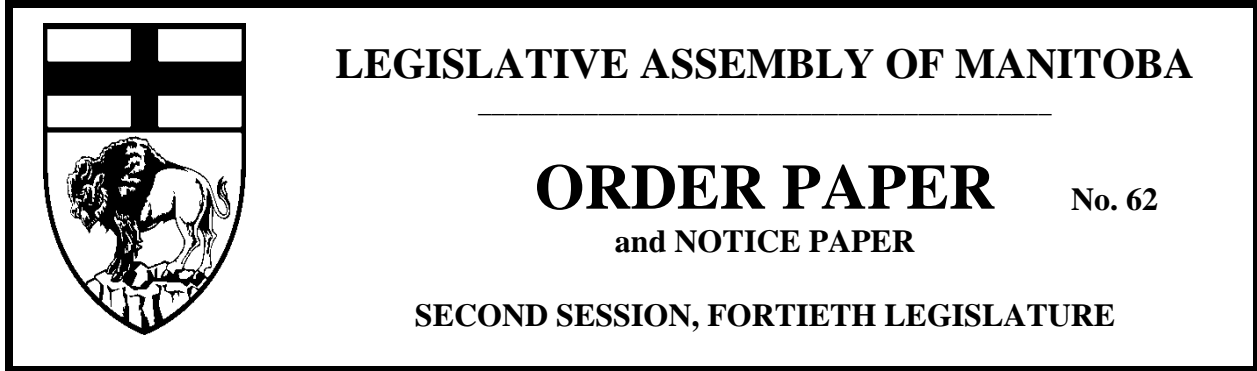 LEGISLATIVE ASSEMBLY OF MANITOBA
ORDER PAPER No. 62
and NOTICE PAPER
SECOND SESSION, FORTIETH LEGISLATURE